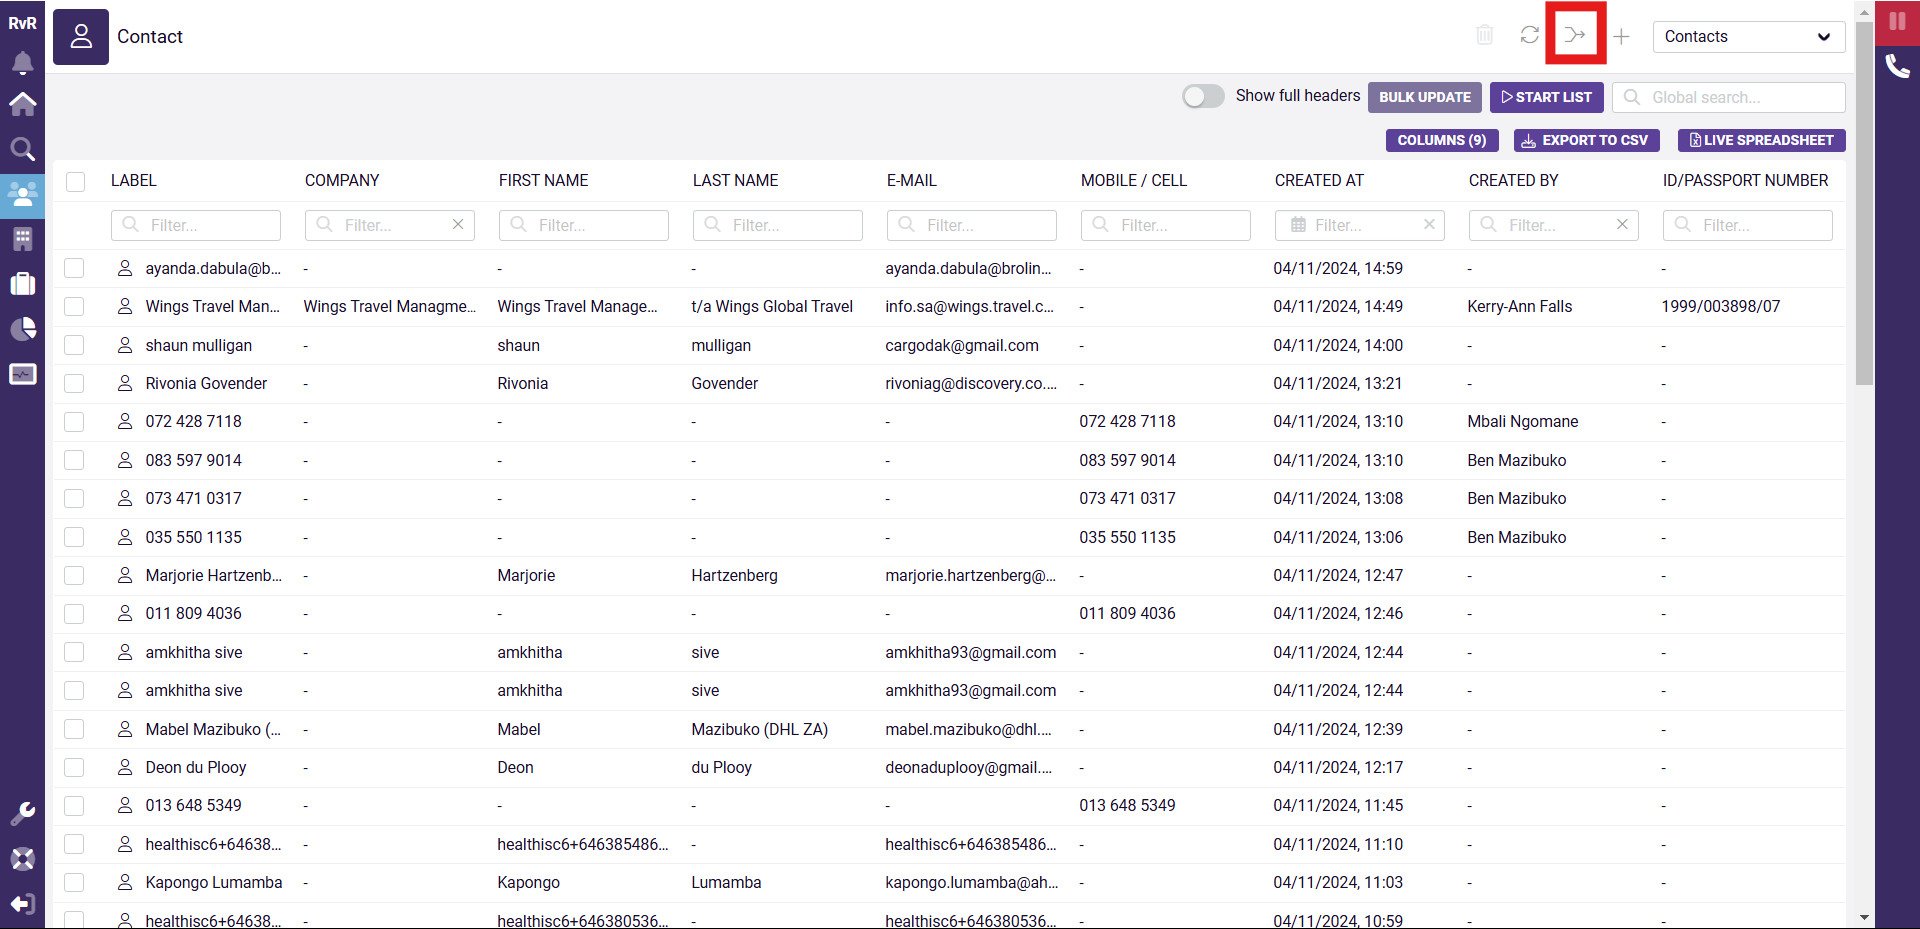 RvR
Contact
Contacts
Show full headers
BULK UPDATE
START LIST
Global search...
COLUMNS (9)
EXPORT TO CSV
LIVE SPREADSHEET
LABEL COMPANY FIRST NAME LAST NAME E-MAIL MOBILE / CELL CREATED AT CREATED BY ID/PASSPORT NUMBER
Filter... Filter... Filter... Filter... Filter... Filter... Filter... Filter... Filter...
ayanda.dabula@b... - - - ayanda.dabula@brolin... - 04/11/2024, 14:59 - -
Wings Travel Man... Wings Travel Managme... Wings Travel Manage... t/a Wings Global Travel info.sa@wings.travel.c... - 04/11/2024, 14:49 Kerry-Ann Falls 1999/003898/07
shaun mulligan - shaun mulligan cargodak@gmail.com - 04/11/2024, 14:00 - -
Rivonia Govender - Rivonia Govender rivoniag@discovery.co.... - 04/11/2024, 13:21 - -
072 428 7118 - - - - 072 428 7118 04/11/2024, 13:10 Mbali Ngomane -
083 597 9014 - - - - 083 597 9014 04/11/2024, 13:10 Ben Mazibuko -
073 471 0317 - - - - 073 471 0317 04/11/2024, 13:08 Ben Mazibuko -
035 550 1135 - - - - 035 550 1135 04/11/2024, 13:06 Ben Mazibuko -
Marjorie Hartzenb... - Marjorie Hartzenberg marjorie.hartzenberg@... - 04/11/2024, 12:47 - -
011 809 4036 - - - - 011 809 4036 04/11/2024, 12:46 - -
amkhitha sive - amkhitha sive amkhitha93@gmail.com - 04/11/2024, 12:44 - -
amkhitha sive - amkhitha sive amkhitha93@gmail.com - 04/11/2024, 12:44 - -
Mabel Mazibuko (... - Mabel Mazibuko (DHL ZA) mabel.mazibuko@dhl.... - 04/11/2024, 12:39 - -
Deon du Plooy - Deon du Plooy deonaduplooy@gmail.... - 04/11/2024, 12:17 - -
013 648 5349 - - - - 013 648 5349 04/11/2024, 11:45 - -
healthisc6+64638... - healthisc6+646385486... - healthisc6+646385486... - 04/11/2024, 11:10 - -
Kapongo Lumamba - Kapongo Lumamba kapongo.lumamba@ah... - 04/11/2024, 11:03 - -
healthisc6+64638... - healthisc6+646380536... - healthisc6+646380536... - 04/11/2024, 10:59 - -